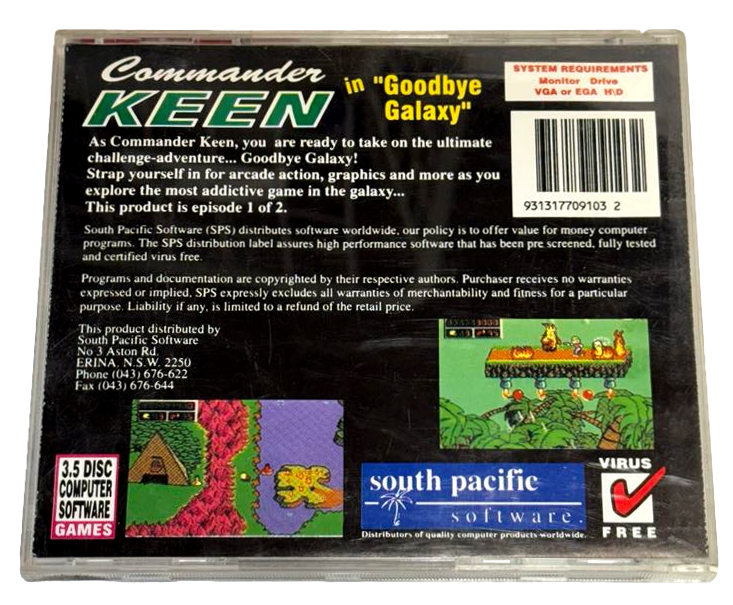 Commander
KEEN
in "Goodbye
Galaxy"
SYSTEM REQUIREMENTS
Monitor Drive
VGA or EGA H\D
As Commander Keen, you are ready to take on the ultimate
challenge-adventure... Goodbye Galaxy!
Strap yourself in for arcade action, graphics and more as you
explore the most addictive game in the galaxy...
This product is episode 1 of 2.
931317709103 2
South Pacific Software (SPS) distributes software worldwide, our policy is to offer value for money computer
programs. The SPS distribution label assures high performance software that has been pre screened, fully tested
and certified virus free.
Programs and documentation are copyrighted by their respective authors. Purchaser receives no warranties
expressed or implied, SPS expressly excludes all warranties of merchantability and fitness for a particular
purpose. Liability if any, is limited to a refund of the retail price.
This product distributed by
South Pacific Software
No 3 Aston Rd.
ERINA, N.S.W. 2250
Phone (043) 676-622
Fax (043) 676-644
3.5 DISC
COMPUTER
SOFTWARE
GAMES
south pacific
software.
Distributors of quality computer products worldwide.
VIRUS
FREE